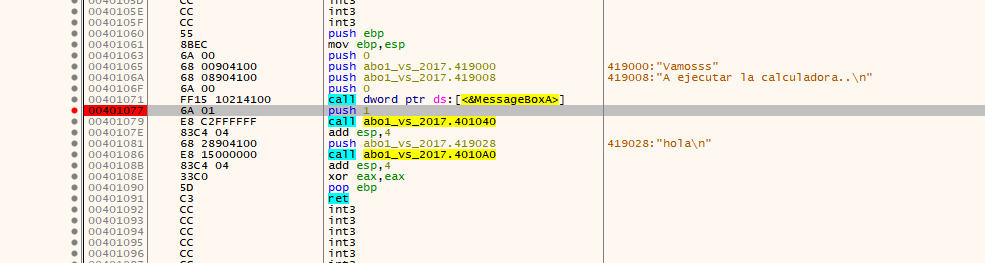 0040105D CC int3
0040105E CC int3
0040105F CC int3
00401060 55 push ebp
00401061 8BEC mov ebp,esp
00401063 6A 00 push 0
00401065 68 00904100 push abo1_vs_2017.419000 419000:"Vamosss"
0040106A 68 08904100 push abo1_vs_2017.419008 419008:"A ejecutar la calculadora..\n"
0040106F 6A 00 push 0
00401071 FF15 10214100 call dword ptr ds:[<&MessageBoxA>]
00401077 6A 01 push 1
00401079 E8 C2FFFFFF call abo1_vs_2017.401040
0040107E 83C4 04 add esp,4
00401081 68 28904100 push abo1_vs_2017.419028 419028:"hola\n"
00401086 E8 15000000 call abo1_vs_2017.4010A0
0040108B 83C4 04 add esp,4
0040108E 33C0 xor eax,eax
00401090 5D pop ebp
00401091 C3 ret
00401092 CC int3
00401093 CC int3
00401094 CC int3
00401095 CC int3
00401096 CC int3